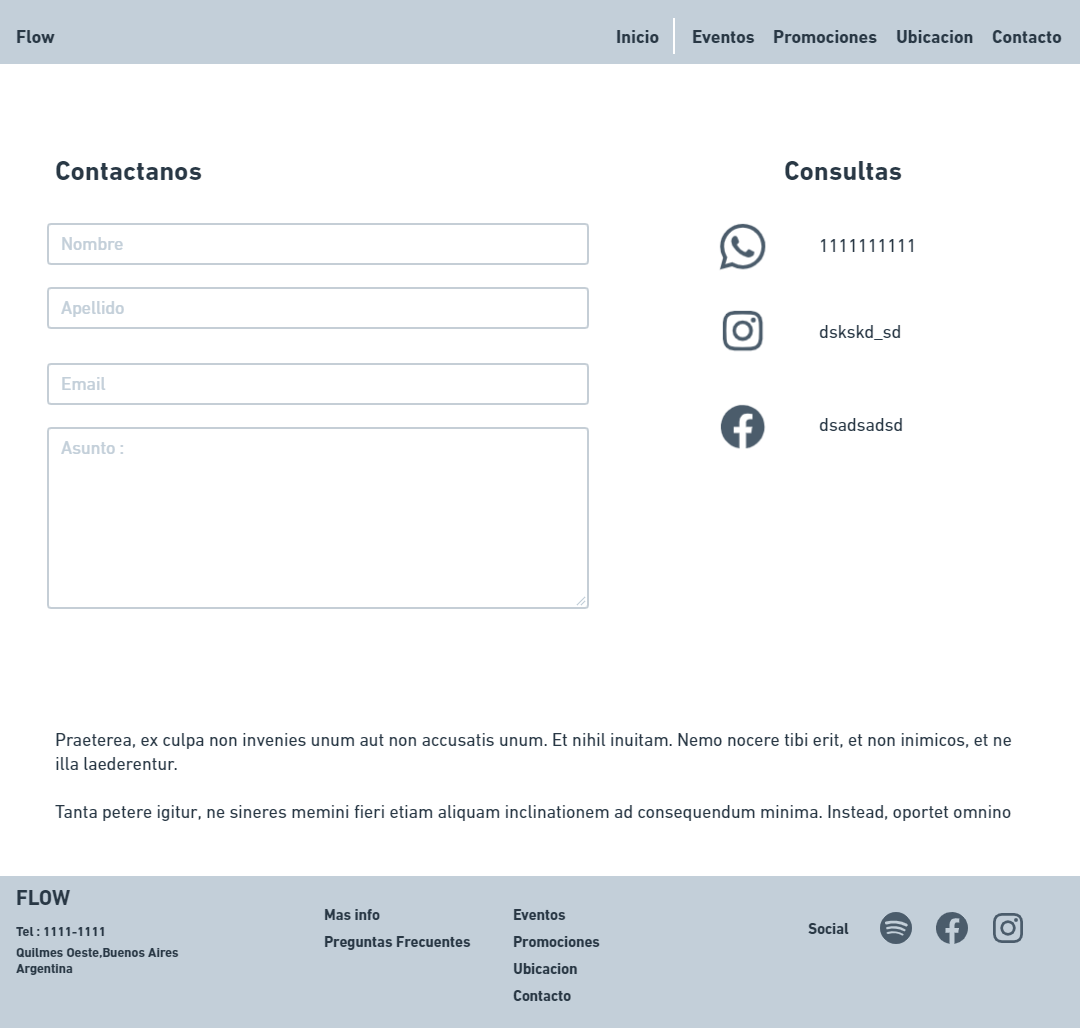 Flow
Inicio
Eventos
Promociones
Ubicacion
Contacto
Contactanos
Nombre
Apellido
Email
Asunto :
Consultas
1111111111
dskskd_sd
dsadsadsd
Praeterea, ex culpa non invenies unum aut non accusatis unum. Et nihil inuitam. Nemo nocere tibi erit, et non inimicos, et ne
illa laederentur.
Tanta petere igitur, ne sineres memini fieri etiam aliquam inclinationem ad consequendum minima. Instead, oportet omnino
FLOW
Tel : 1111-1111
Quilmes Oeste,Buenos Aires
Argentina
Mas info
Preguntas Frecuentes
Eventos
Promociones
Ubicacion
Contacto
Social